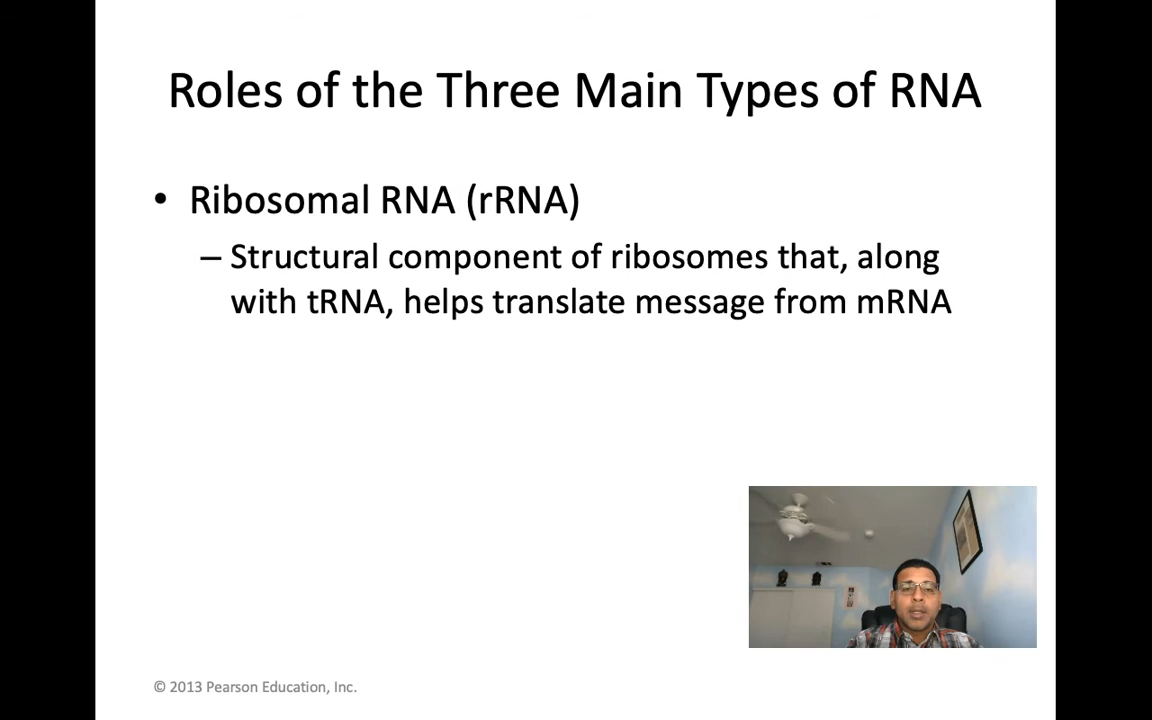 Roles of the Three Main Types of RNA
• Ribosomal RNA (rRNA)
– Structural component of ribosomes that, along
with tRNA, helps translate message from mRNA
© 2013 Pearson Education, Inc.